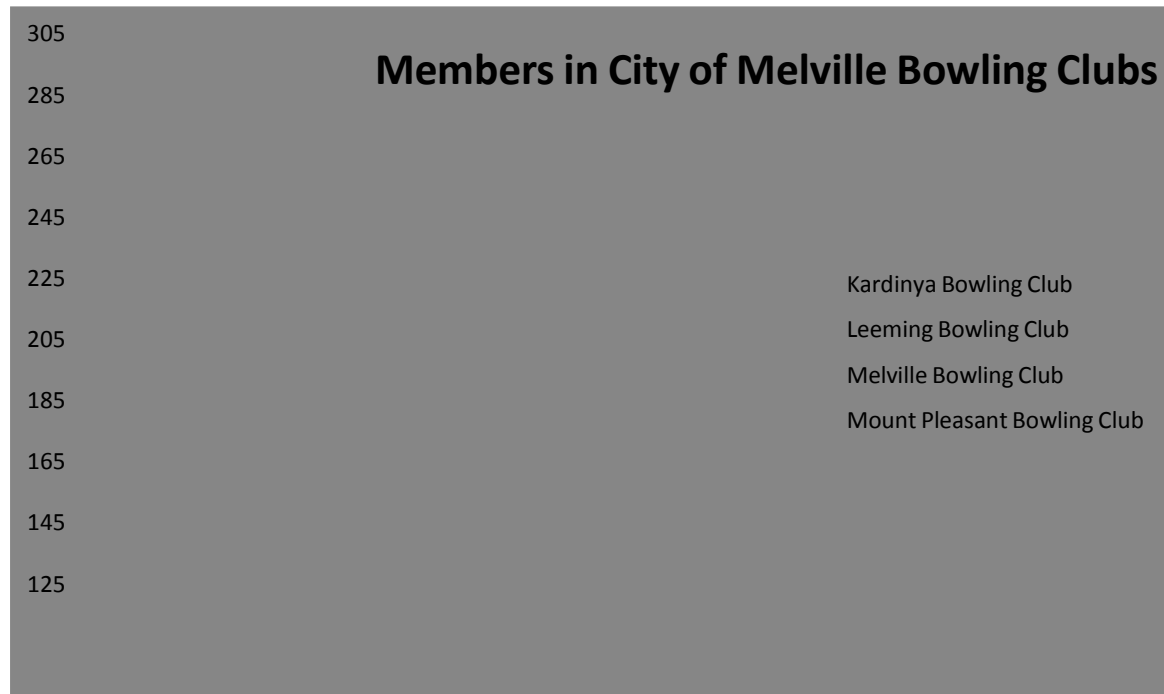 305
Members in City of Melville Bowling Clubs
285
265
245
225
Kardinya Bowling Club
205
Leeming Bowling Club
Melville Bowling Club
185
Mount Pleasant Bowling Club
165
145
125